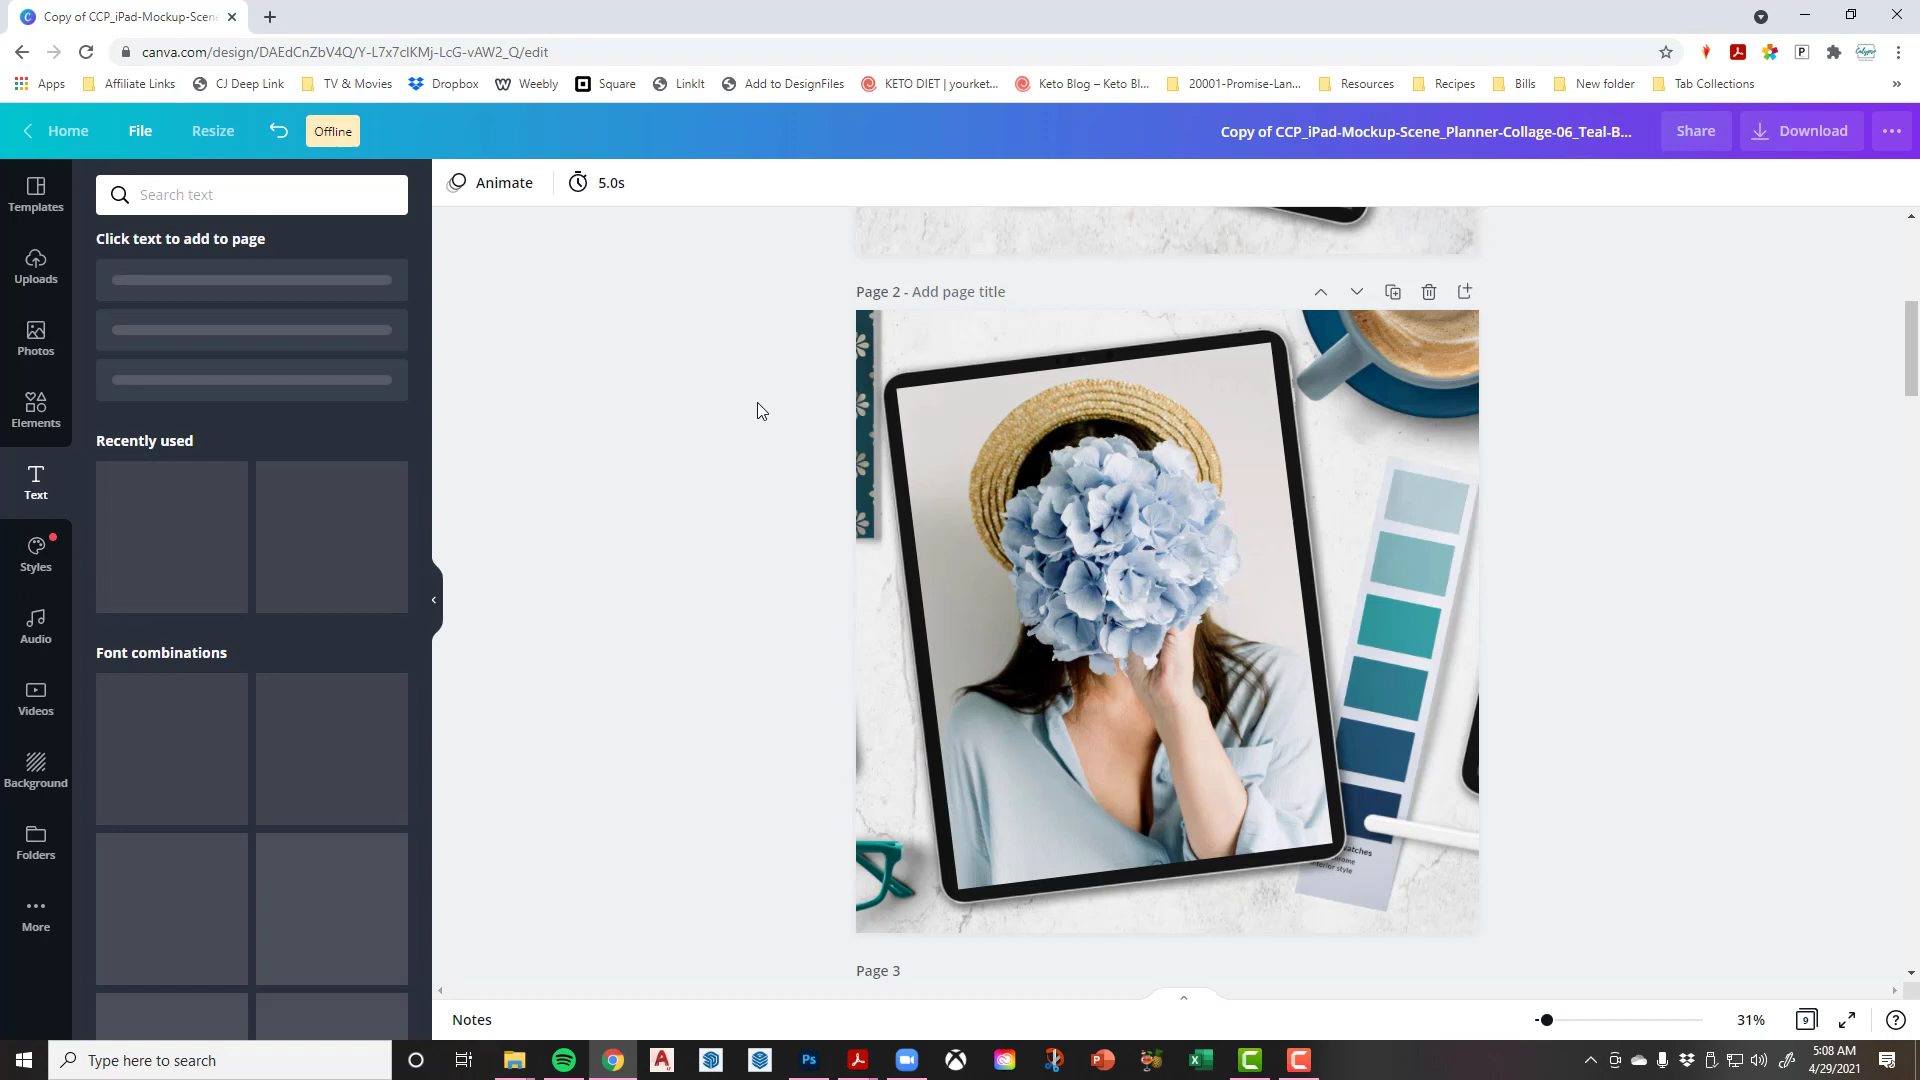 Copy of CCP_iPad-Mockup-Scene
canva.com/design/DAEdCnZbV4Q/Y-L7x7clKMj-LcG-vAW2_Q/edit
Apps
Affiliate Links
CJ Deep Link
TV & Movies
Dropbox
Weebly
Square
LinkIt
Add to DesignFiles
KETO DIET | yourket...
Keto Blog – Keto Bl...
20001-Promise-Lan...
Resources
Recipes
Bills
New folder
Tab Collections
Home
File
Resize
Offline
Copy of CCP_iPad-Mockup-Scene_Planner-Collage-06_Teal-B...
Share
Download
Templates
Uploads
Photos
Elements
Text
Styles
Audio
Videos
Background
Folders
More
Search text
Click text to add to page
Recently used
Font combinations
Animate
5.0s
Page 2 - Add page title
Page 3
Notes
31%
9
Type here to search
5:08 AM
4/29/2021